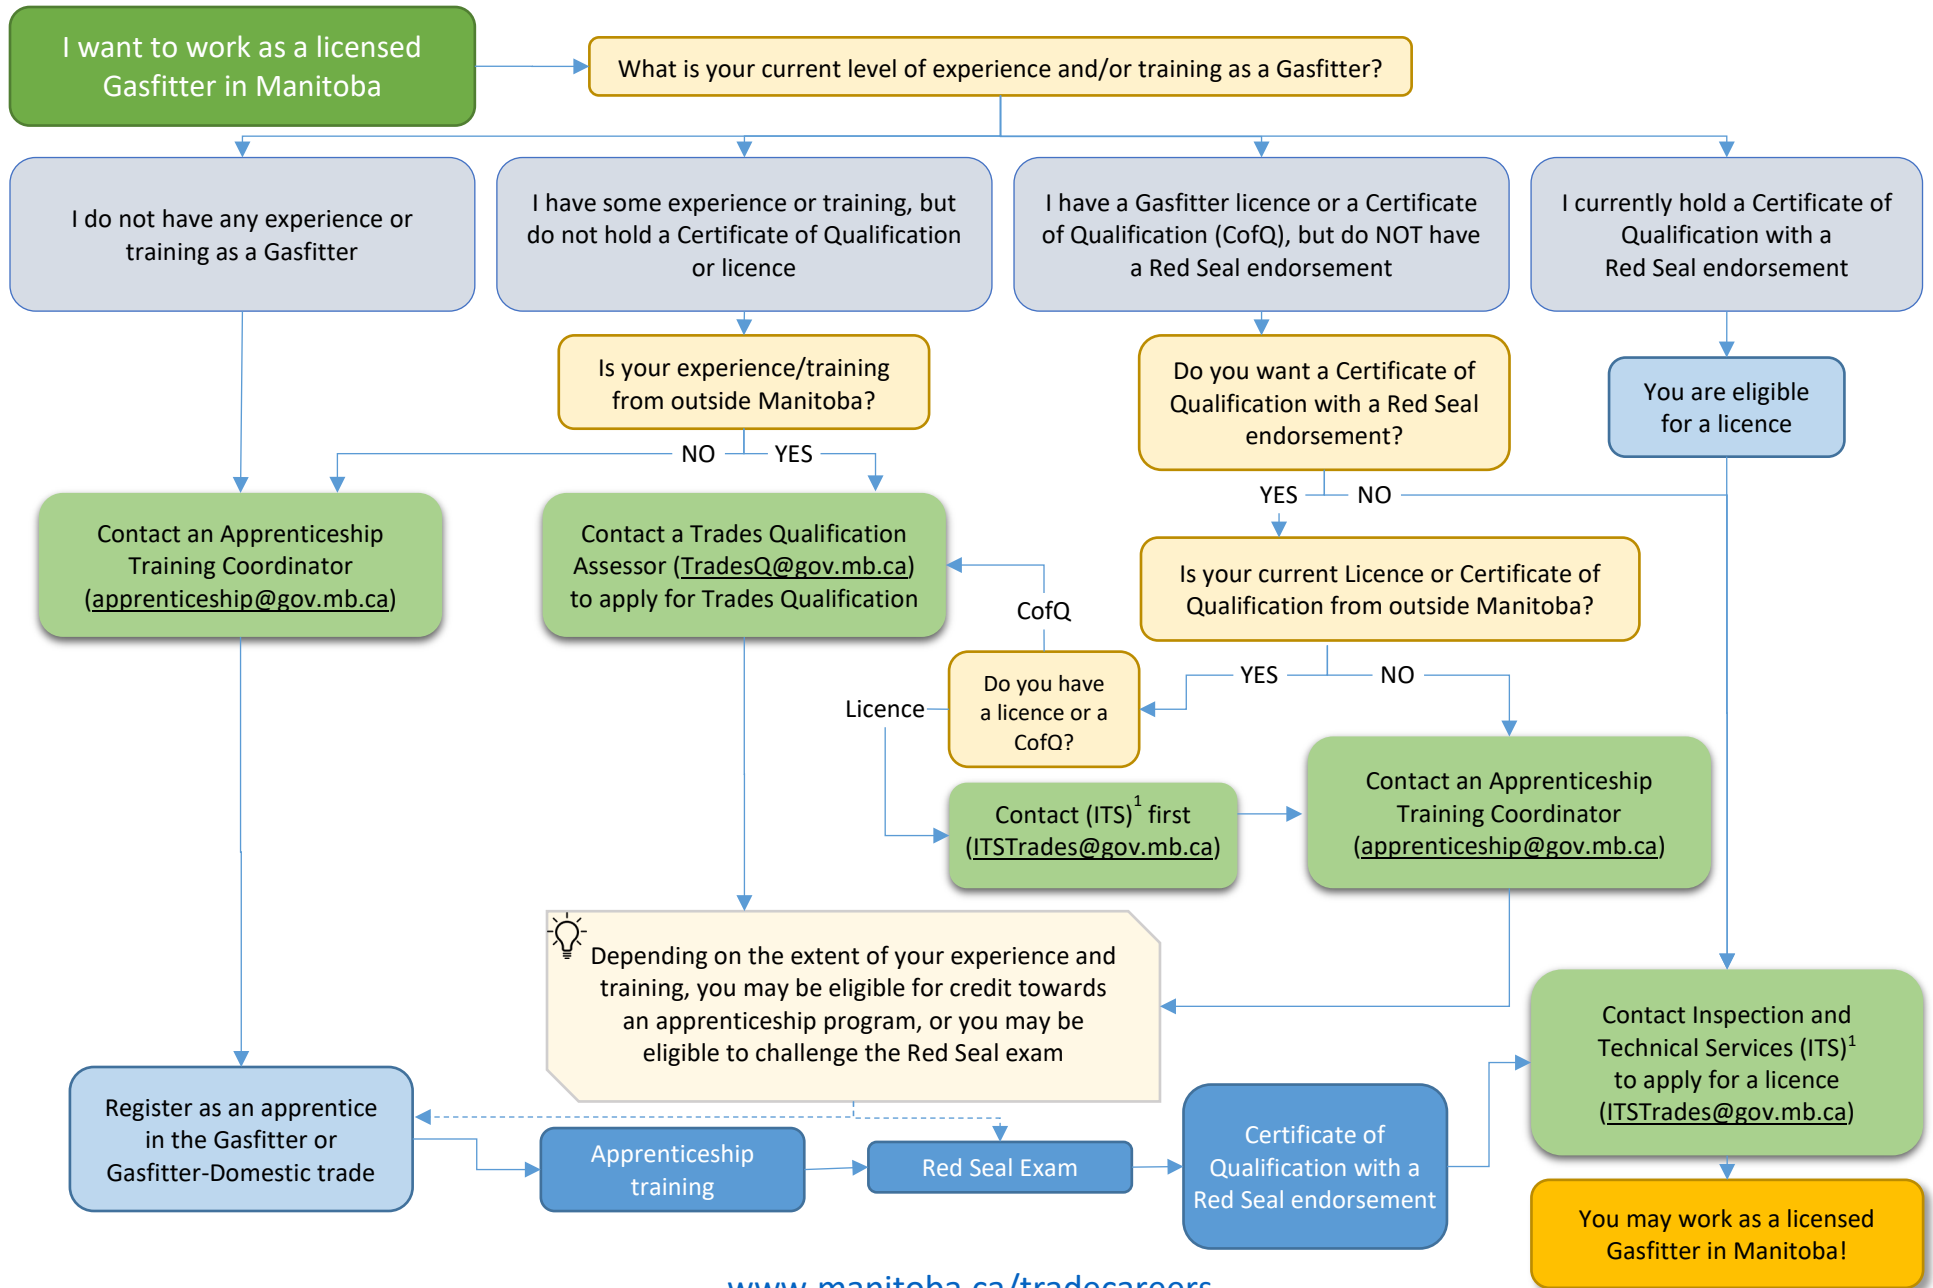 I want to work as a licensed
Gasfitter in Manitoba
What is your current level of experience and/or training as a Gasfitter?
I do not have any experience or
training as a Gasfitter
I have some experience or training, but
do not hold a Certificate of Qualification
or licence
I have a Gasfitter licence or a Certificate
of Qualification (CofQ), but do NOT have
a Red Seal endorsement
I currently hold a Certificate of
Qualification with a
Red Seal endorsement
Is your experience/training
from outside Manitoba?
Do you want a Certificate of
Qualification with a Red Seal
endorsement?
You are eligible
for a licence
NO
YES
YES
NO
Contact an Apprenticeship
Training Coordinator
(apprenticeship@gov.mb.ca)
Contact a Trades Qualification
Assessor (TradesQ@gov.mb.ca)
to apply for Trades Qualification
Is your current Licence or Certificate of
Qualification from outside Manitoba?
CofQ
YES
NO
Do you have
a licence or a
CofQ?
Licence
Contact (ITS)1 first
(ITSTrades@gov.mb.ca)
Contact an Apprenticeship
Training Coordinator
(apprenticeship@gov.mb.ca)
Depending on the extent of your experience and
training, you may be eligible for credit towards
an apprenticeship program, or you may be
eligible to challenge the Red Seal exam
Contact Inspection and
Technical Services (ITS)1
to apply for a licence
(ITSTrades@gov.mb.ca)
Register as an apprentice
in the Gasfitter or
Gasfitter-Domestic trade
Apprenticeship
training
Red Seal Exam
Certificate of
Qualification with a
Red Seal endorsement
You may work as a licensed
Gasfitter in Manitoba!
www.manitoba.ca/tradecareers